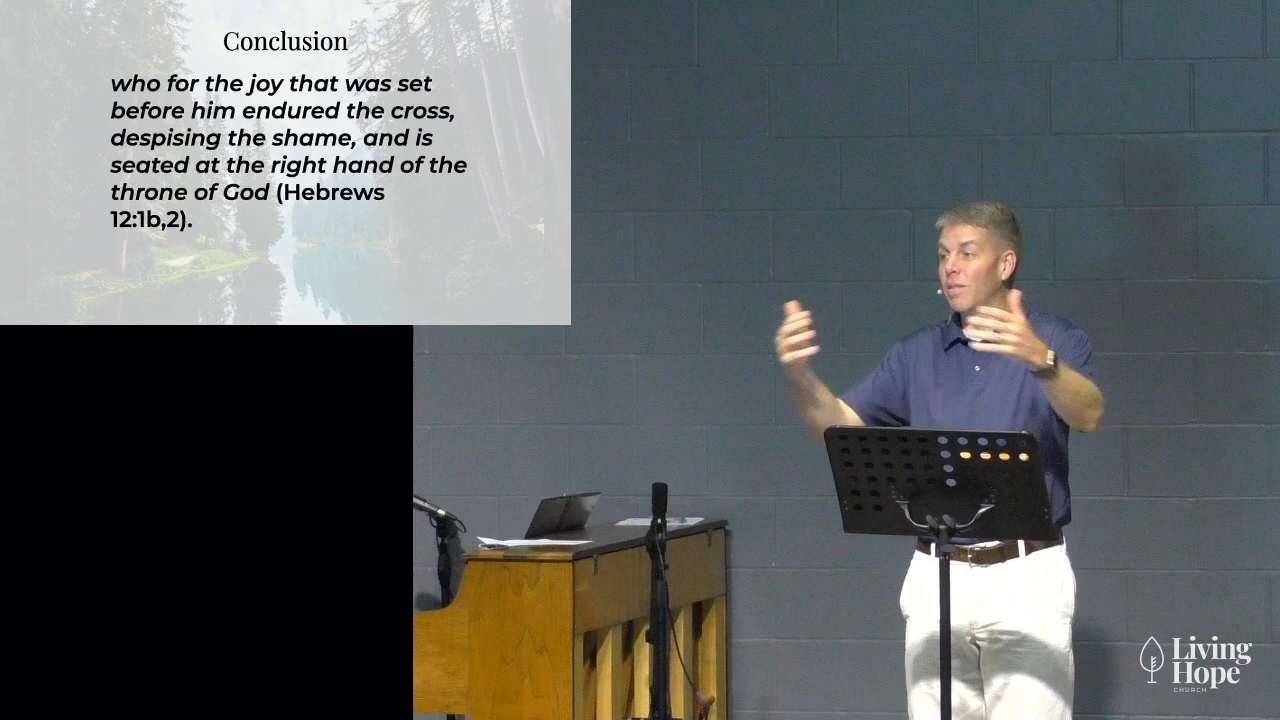 Conclusion
who for the joy that was set
before him endured the cross,
despising the shame, and is
seated at the right hand of the
throne of God (Hebrews
12:1b,2).
Living
Hope
CHURCH